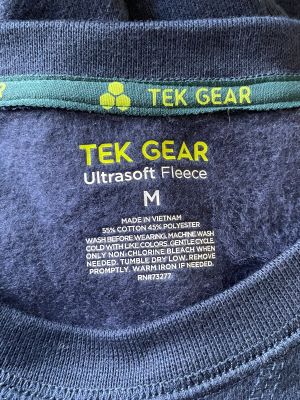 TEK GEAR
TEK GEAR
Ultrasoft Fleece
M
MADE IN VIETNAM
55% COTTON 45% POLYESTER
WASH BEFORE WEARING. MACHINE WASH
COLD WITH LIKE COLORS. GENTLE CYCLE.
ONLY NON-CHLORINE BLEACH WHEN
NEEDED. TUMBLE DRY LOW. REMOVE
PROMPTLY. WARM IRON IF NEEDED.
RN#73277